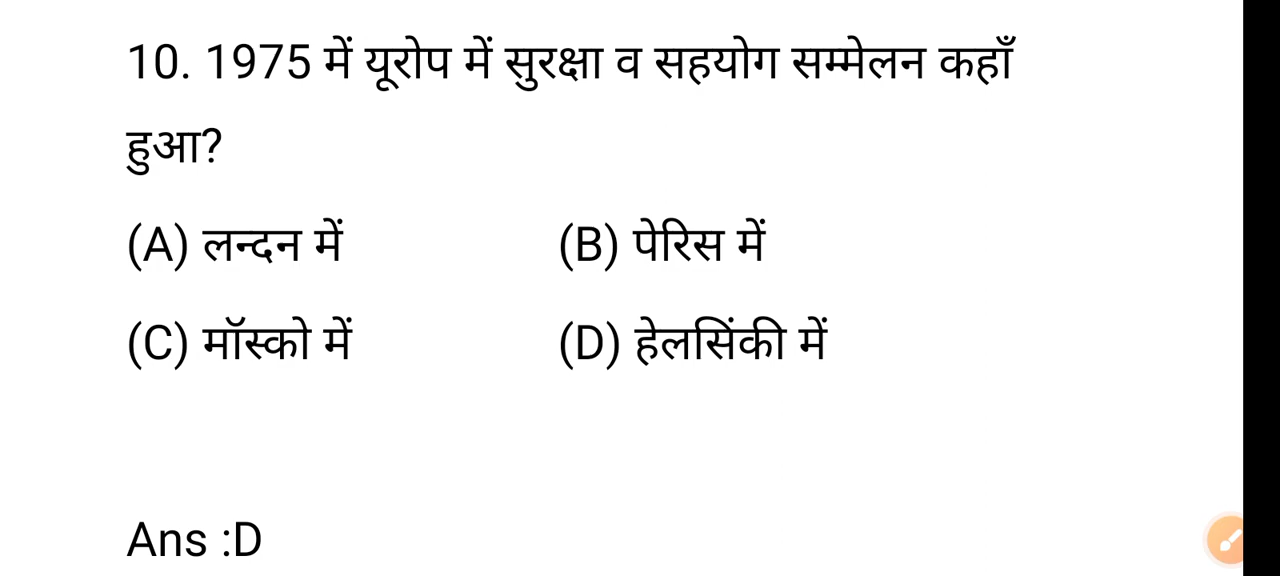 10. 1975 में यूरोप में सुरक्षा व सहयोग सम्मेलन कहाँ
हुआ?
(A) लन्दन में (B) पेरिस में
(C) मॉस्को में (D) हेलसिंकी में
Ans :D